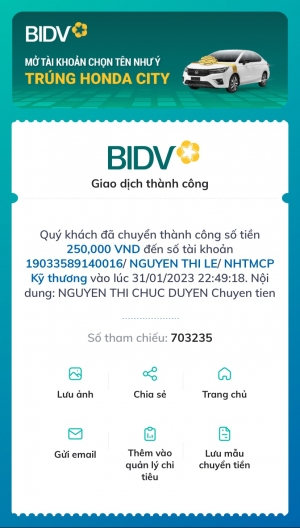 BIDV
MỞ TÀI KHOẢN CHỌN TÊN NHƯ Ý
TRÚNG HONDA CITY
BIDV
Giao dịch thành công
Quý khách đã chuyển thành công số tiền
250,000 VND đến số tài khoản
19033589140016/ NGUYEN THI LE/ NHTMCP
Kỹ thương vào lúc 31/01/2023 22:49:18. Nội
dung: NGUYEN THI CHUC DUYEN Chuyen tien
Số tham chiếu: 703235
Lưu ảnh
Chia sẻ
Trang chủ
Gửi email
Thêm vào
quản lý chi
tiêu
Lưu mẫu
chuyển tiền